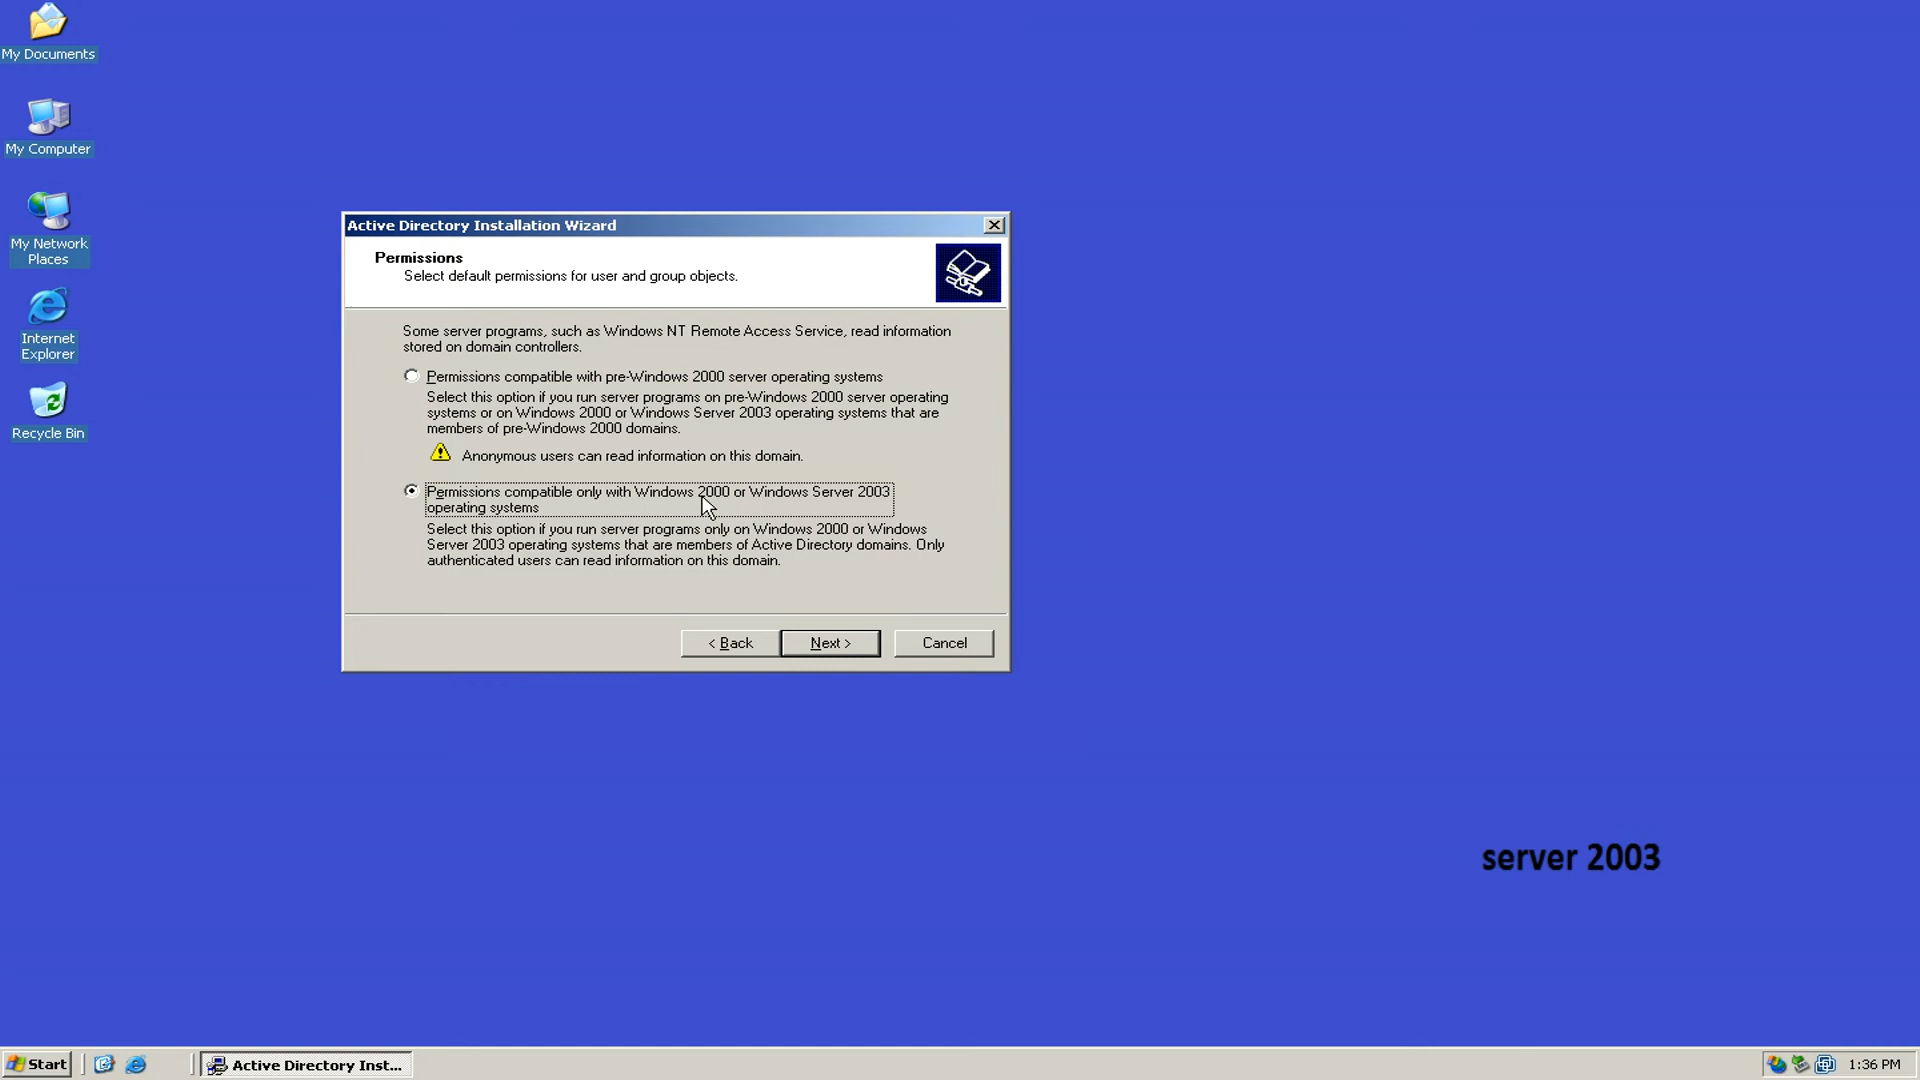 My Documents
My Computer
My Network
Places
Internet
Explorer
Recycle Bin
Active Directory Installation Wizard
Permissions
Select default permissions for user and group objects.
Some server programs, such as Windows NT Remote Access Service, read information
stored on domain controllers.
Permissions compatible with pre-Windows 2000 server operating systems
Select this option if you run server programs on pre-Windows 2000 server operating
systems or on Windows 2000 or Windows Server 2003 operating systems that are
members of pre-Windows 2000 domains.
Anonymous users can read information on this domain.
Permissions compatible only with Windows 2000 or Windows Server 2003
operating systems
Select this option if you run server programs only on Windows 2000 or Windows
Server 2003 operating systems that are members of Active Directory domains. Only
authenticated users can read information on this domain.
< Back
Next >
Cancel
server 2003
Start
Active Directory Inst...
1:36 PM